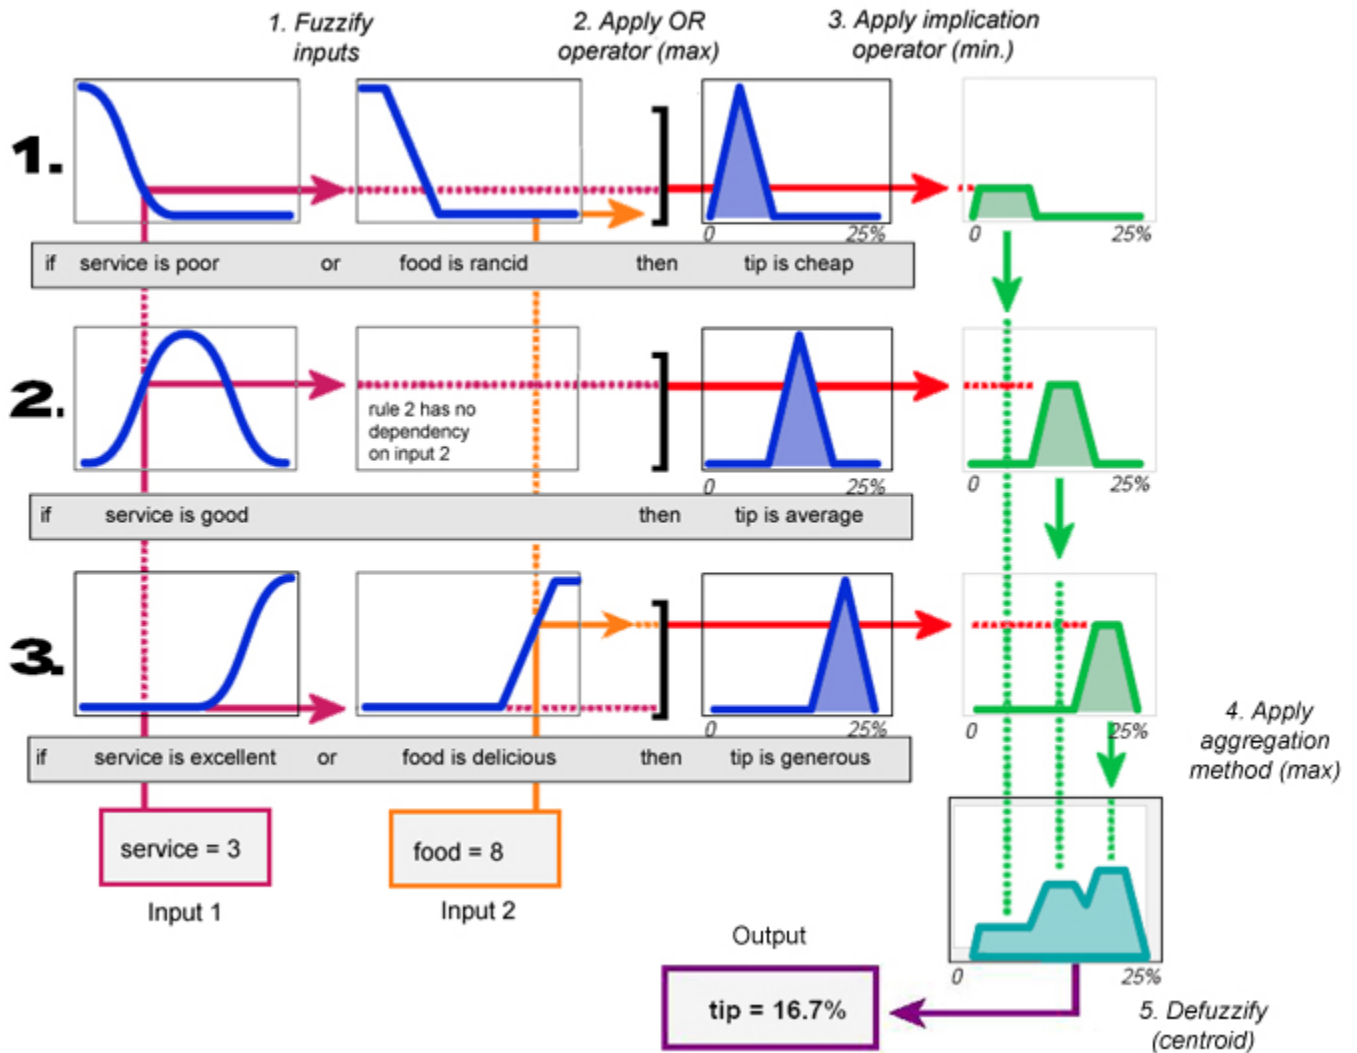 1. Fuzzify
inputs
2. Apply OR
operator (max)
3. Apply implication
operator (min.)
1.
0
25%
0
25%
if service is poor or food is rancid then tip is cheap
2.
rule 2 has no
dependency
on input 2
0
25%
0
25%
if service is good then tip is average
3.
0
25%
0
25%
if service is excellent or food is delicious then tip is generous
4. Apply
aggregation
method (max)
service = 3
food = 8
Input 1
Input 2
Output
0
25%
tip = 16.7%
5. Defuzzify
(centroid)